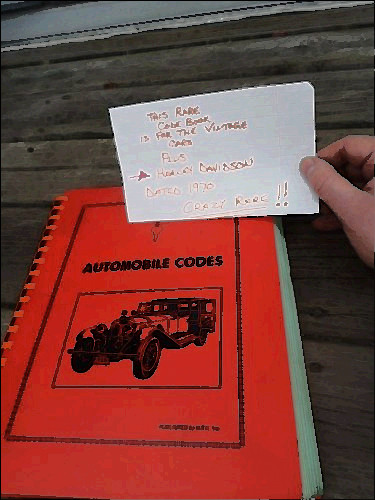 THIS RARE
CODE BOOK
IS FOR THE VINTAGE
CARS
PLUS
HARLEY DAVIDSON
DATED 1970
CRAZY RARE !!
AUTOMOBILE CODES